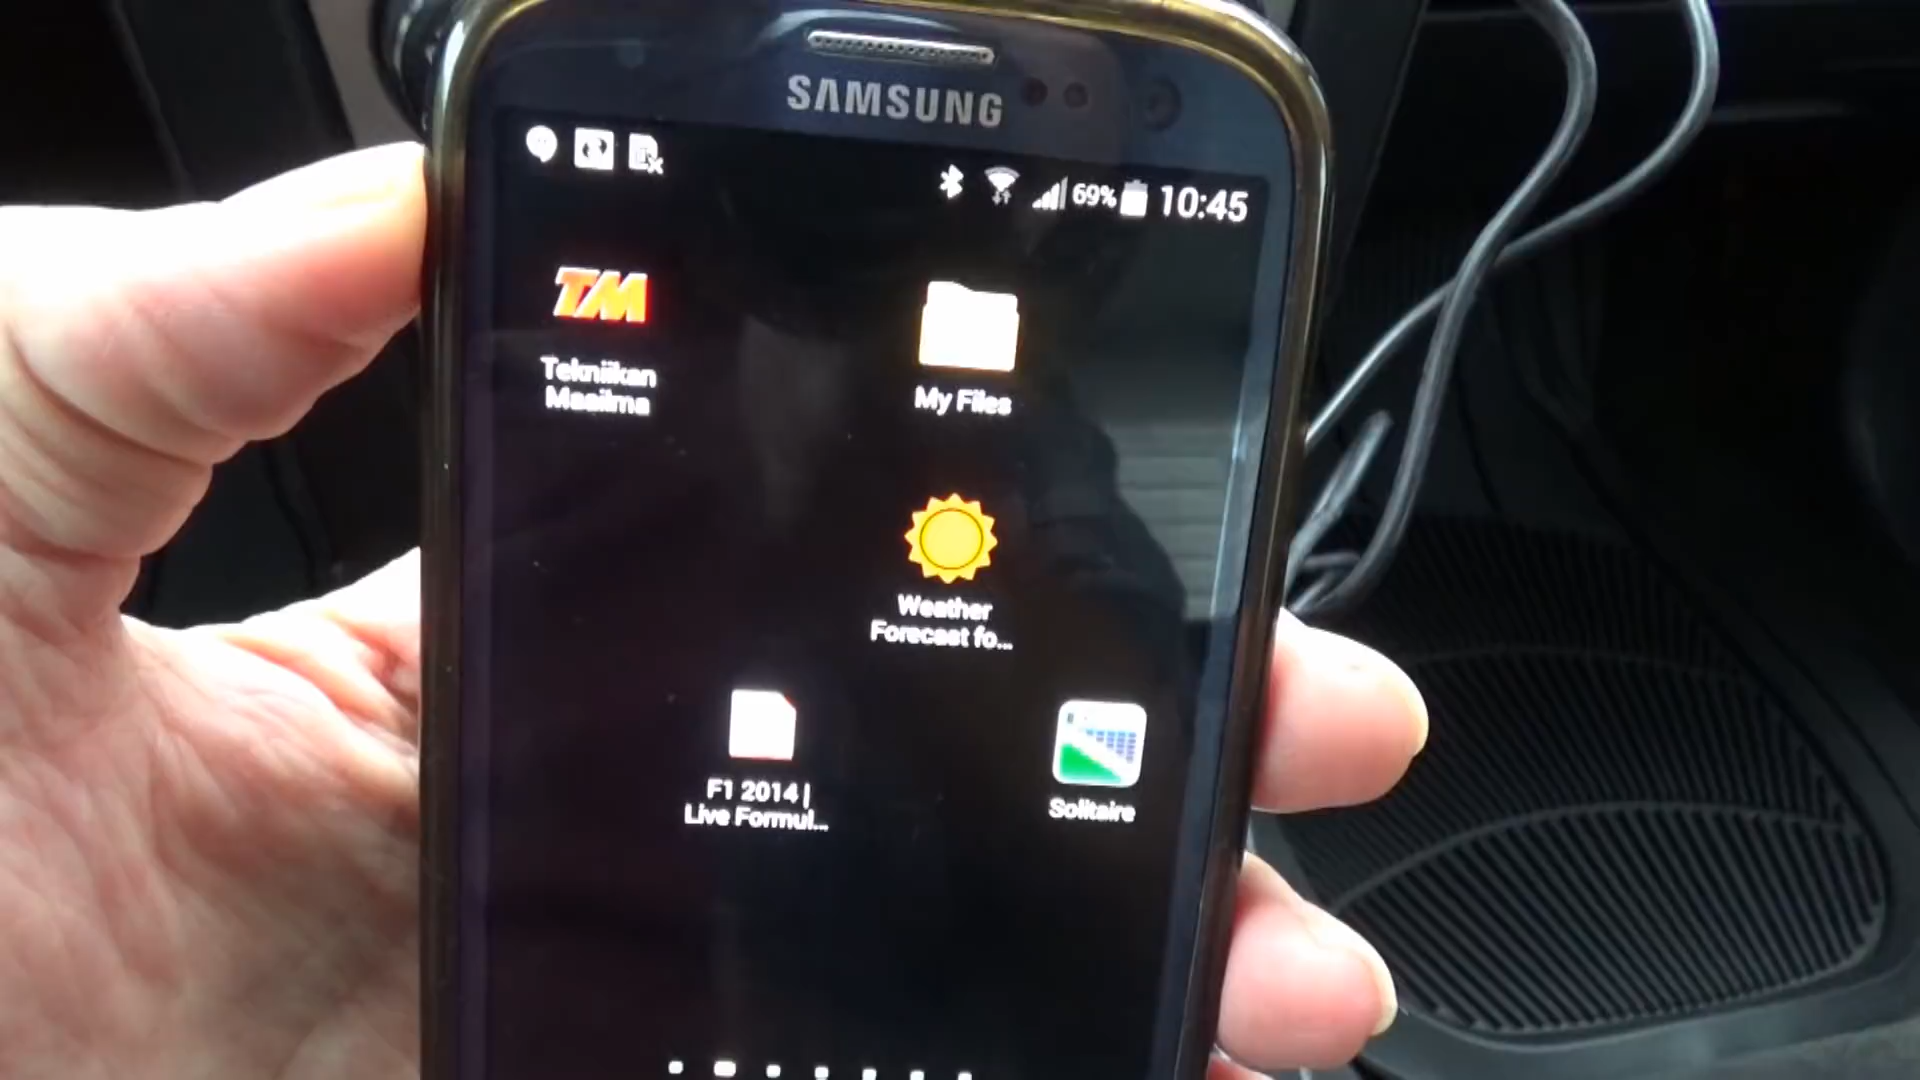 SAMSUNG
69% 10:45
TM
Tekniikan
Maailma
My Files
Weather
Forecast fo...
F1 2014 |
Live Formul...
Solitaire